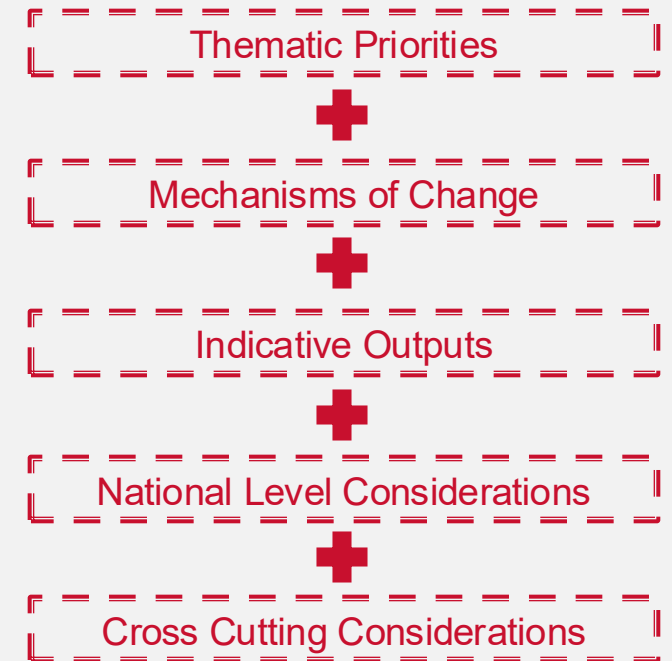 Thematic Priorities
Mechanisms of Change
Indicative Outputs
National Level Considerations
Cross Cutting Considerations